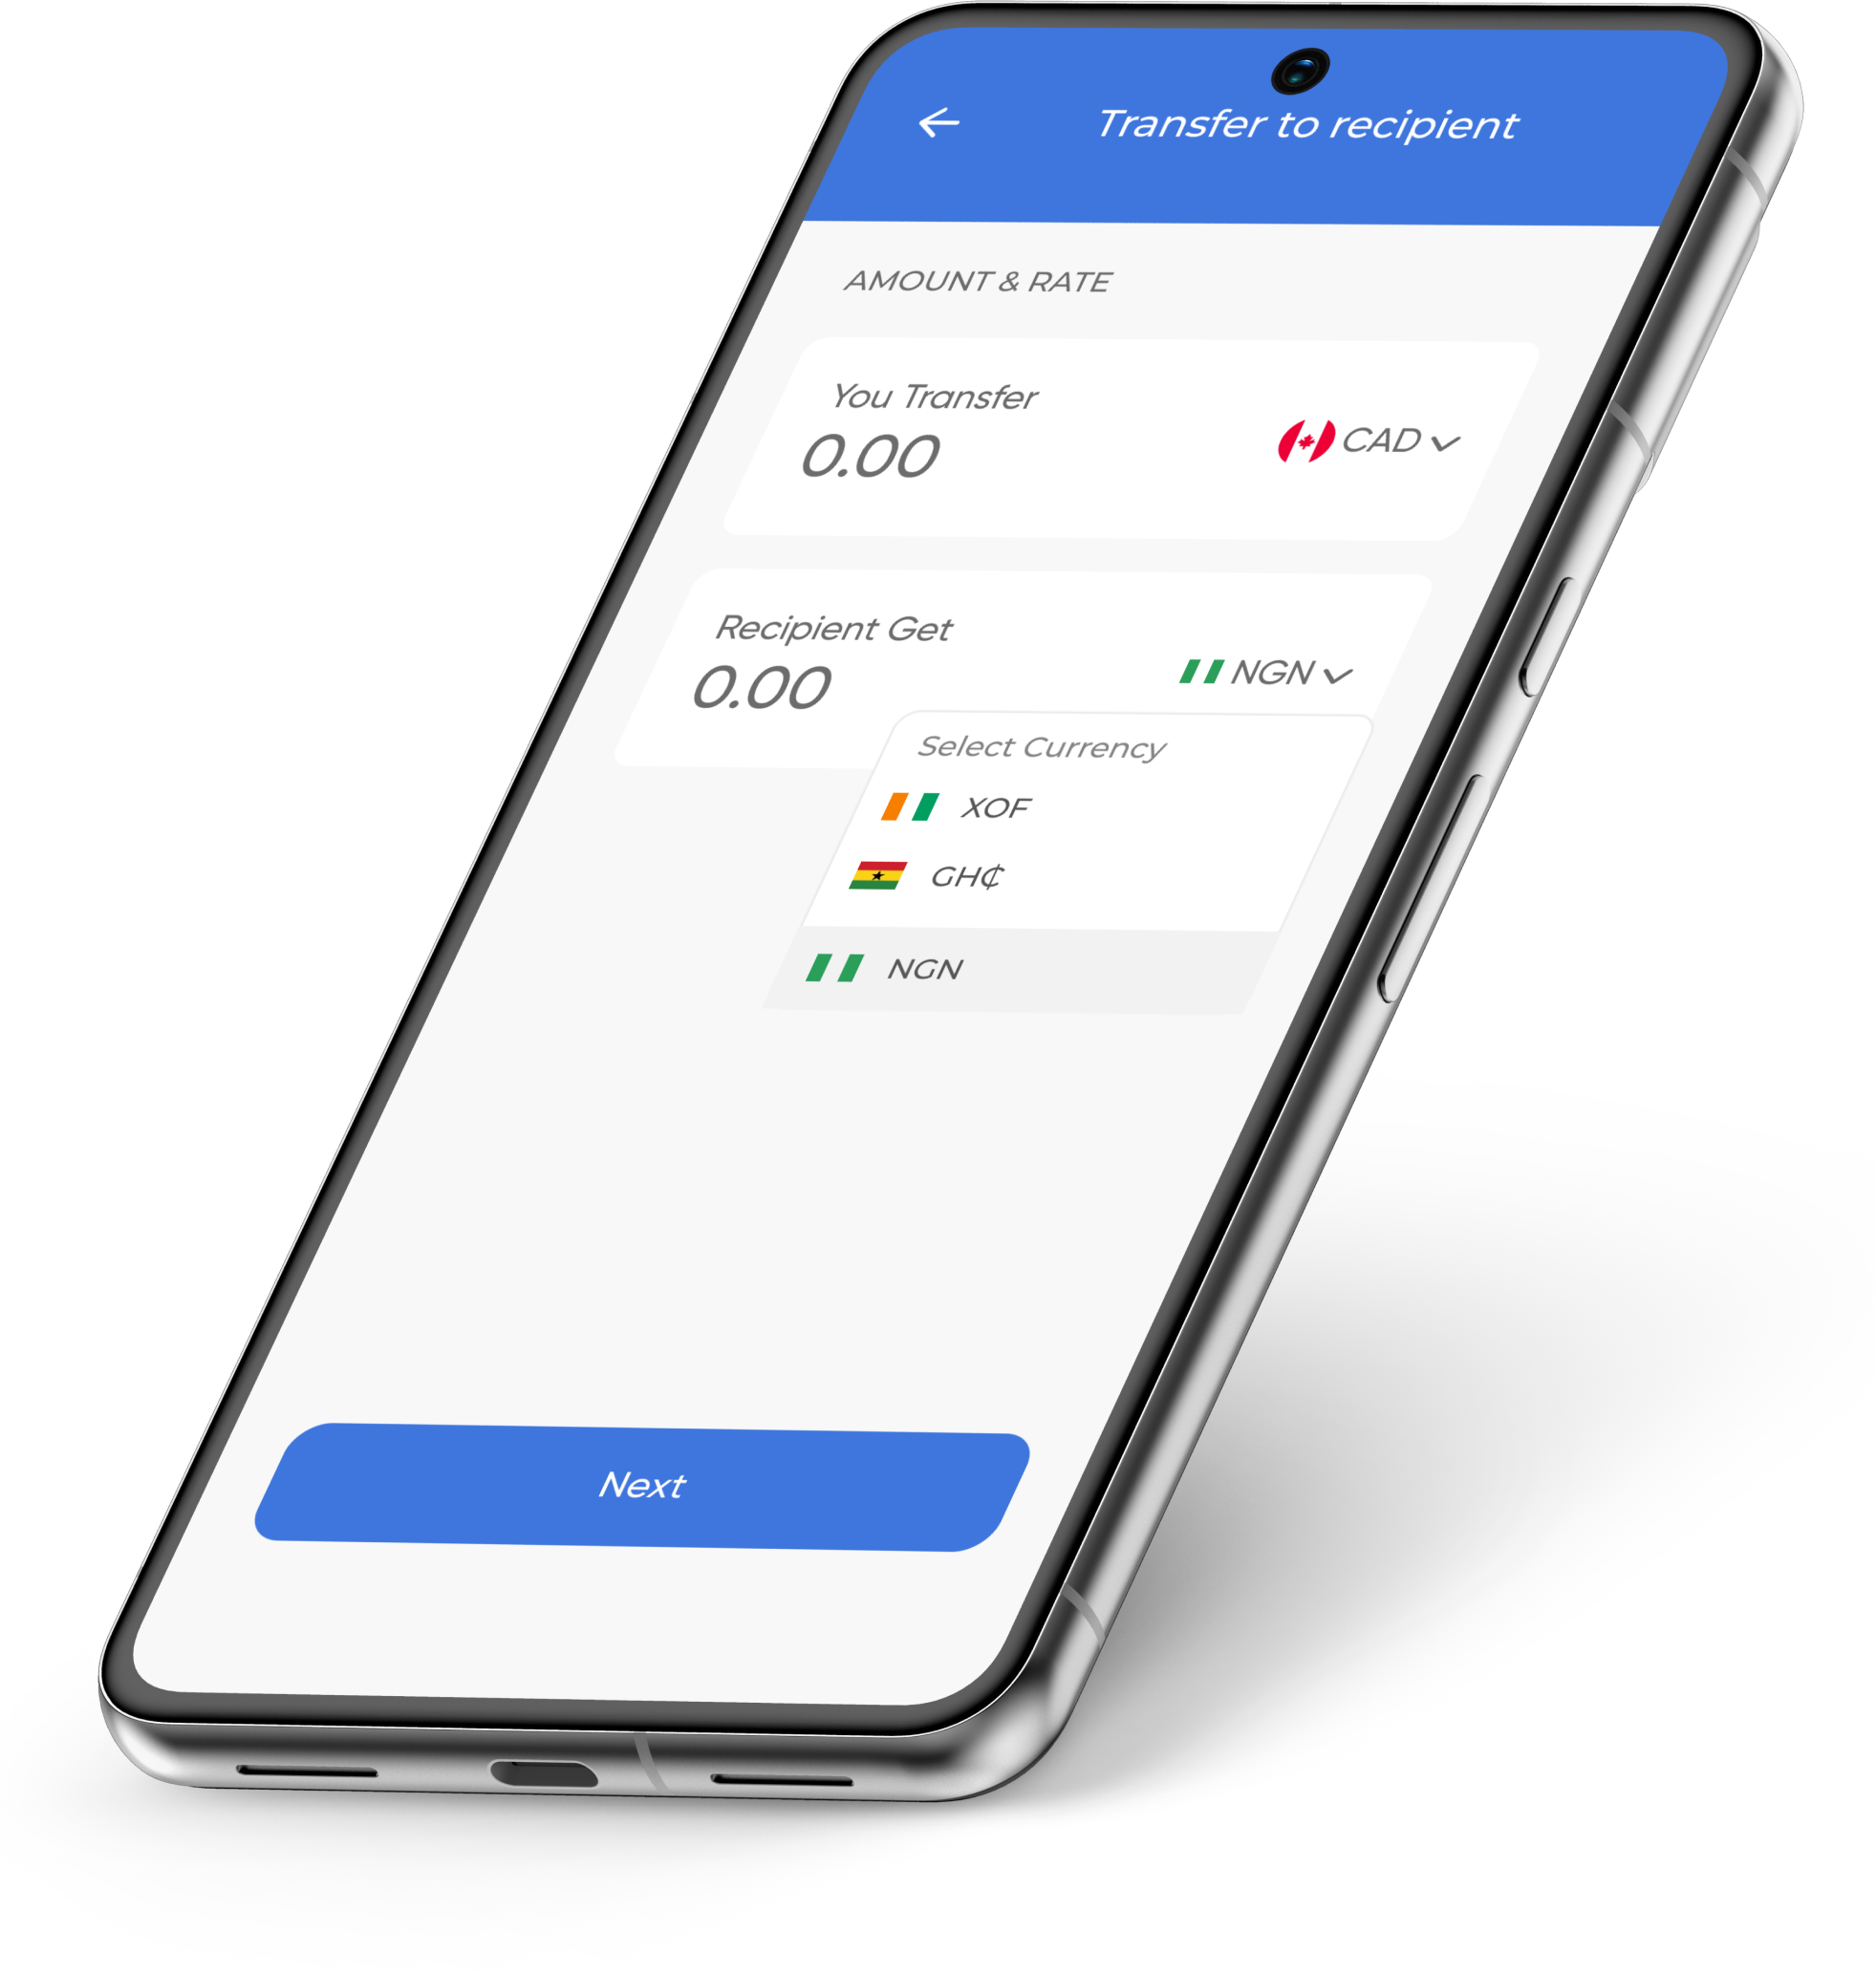 Transfer to recipient
AMOUNT & RATE
You Transfer
0.00
CAD
Recipient Get
0.00
NGN
Select Currency
XOF
GH₵
NGN
Next